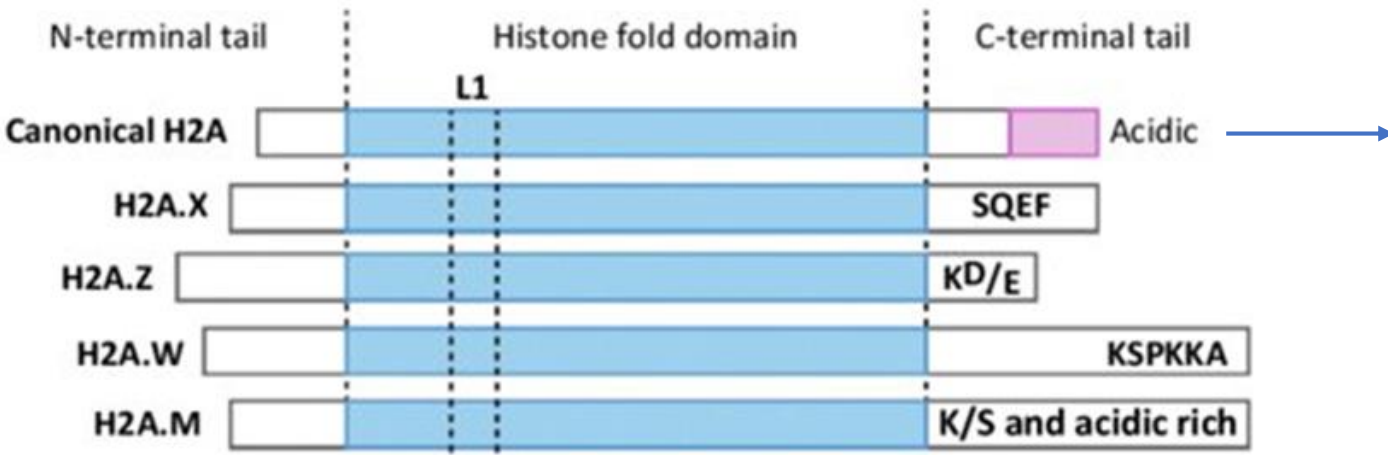 N-terminal tail Histone fold domain C-terminal tail
L1
Canonical H2A Acidic
H2A.X SQEF
H2A.Z KD/E
H2A.W KSPKKA
H2A.M K/S and acidic rich